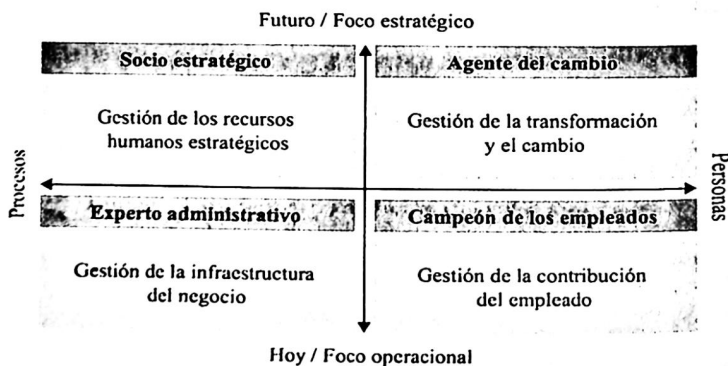 Futuro / Foco estratégico
Socio estratégico
Agente del cambio
Gestión de los recursos
humanos estratégicos
Gestión de la transformación
y el cambio
Procesos
Personas
Experto administrativo
Campeón de los empleados
Gestión de la infraestructura
del negocio
Gestión de la contribución
del empleado
Hoy / Foco operacional